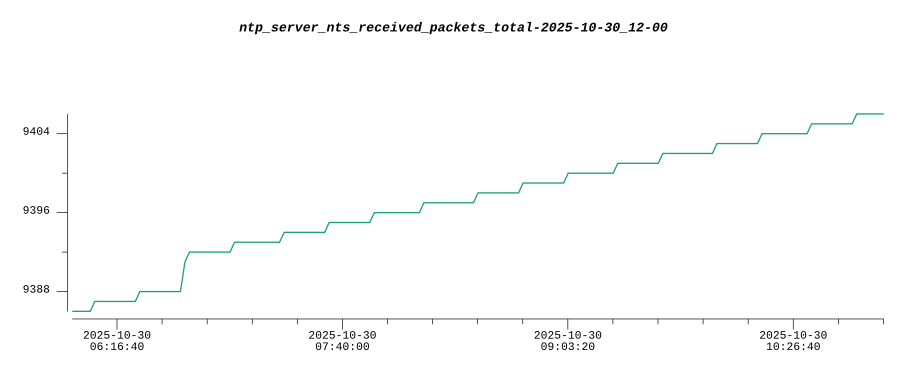 ntp_server_nts_received_packets_total-2025-10-30_12-00
9404
9396
9388
2025-10-30 2025-10-30 2025-10-30 2025-10-30
06:16:40 07:40:00 09:03:20 10:26:40